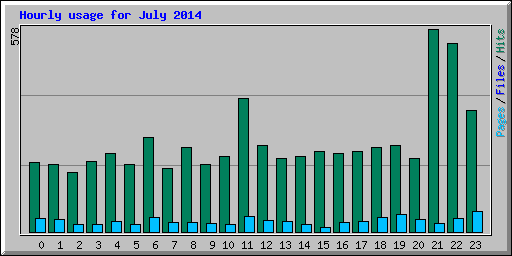 Hourly usage for July 2014
578
Pages/Files/Hits
0 1 2 3 4 5 6 7 8 9 10 11 12 13 14 15 16 17 18 19 20 21 22 23